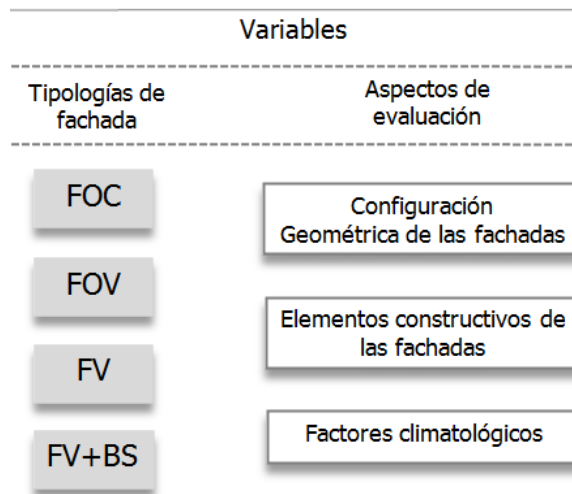 Variables
Tipologías de
fachada
Aspectos de
evaluación
FOC
FOV
FV
FV+BS
Configuración
Geométrica de las fachadas
Elementos constructivos de
las fachadas
Factores climatológicos